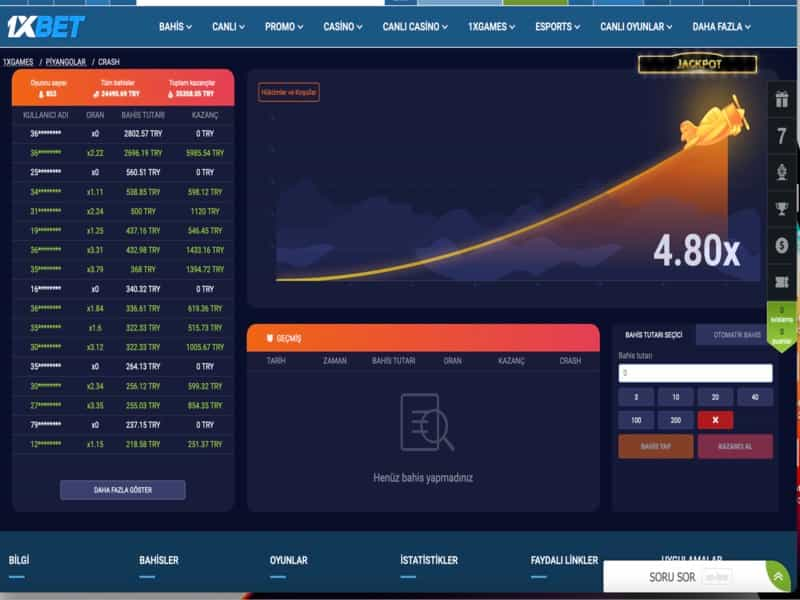 1XBET
BAHİS CANLI PROMO CASİNO CANLI CASİNO 1XGAMES ESPORTS CANLI OYUNLAR DAHA FAZLA
1XGAMES / PİYANGOLAR / CRASH
JACKPOT
Oyuncu sayısı Tüm bahisler Toplam kazançlar
853 24495.69 TRY 35358.05 TRY
KULLANICI ADI ORAN BAHİS TUTARI KAZANÇ
36******** x0 2802.57 TRY 0 TRY
36******** x2.22 2696.19 TRY 5985.54 TRY
25******** x0 560.51 TRY 0 TRY
34******** x1.11 538.85 TRY 598.12 TRY
31******** x2.24 500 TRY 1120 TRY
19******** x1.25 437.16 TRY 546.45 TRY
36******** x3.31 432.98 TRY 1433.16 TRY
35******** x3.79 368 TRY 1394.72 TRY
16******** x0 340.32 TRY 0 TRY
36******** x1.84 336.61 TRY 619.36 TRY
35******** x1.6 322.33 TRY 515.73 TRY
30******** x3.12 322.33 TRY 1005.67 TRY
35******** x0 264.13 TRY 0 TRY
30******** x2.34 256.12 TRY 599.32 TRY
27******** x3.35 255.03 TRY 854.35 TRY
79******** x0 237.15 TRY 0 TRY
12******** x1.15 218.58 TRY 251.37 TRY
DAHA FAZLA GÖSTER
Hükümler ve Koşullar
4.80x
GEÇMİŞ
TARİH ZAMAN BAHİS TUTARI ORAN KAZANÇ CRASH
Henüz bahis yapmadınız
BAHİS TUTARI SEÇİCİ OTOMATİK BAHİS
Bahis tutarı
0
3 10 20 40
100 200 X
BAHİS YAP KAZANCI AL
7
$
0
0
puanlar
BİLGİ BAHİSLER OYUNLAR İSTATİSTİKLER FAYDALI LİNKLER UYGULAMALAR
SORU SOR